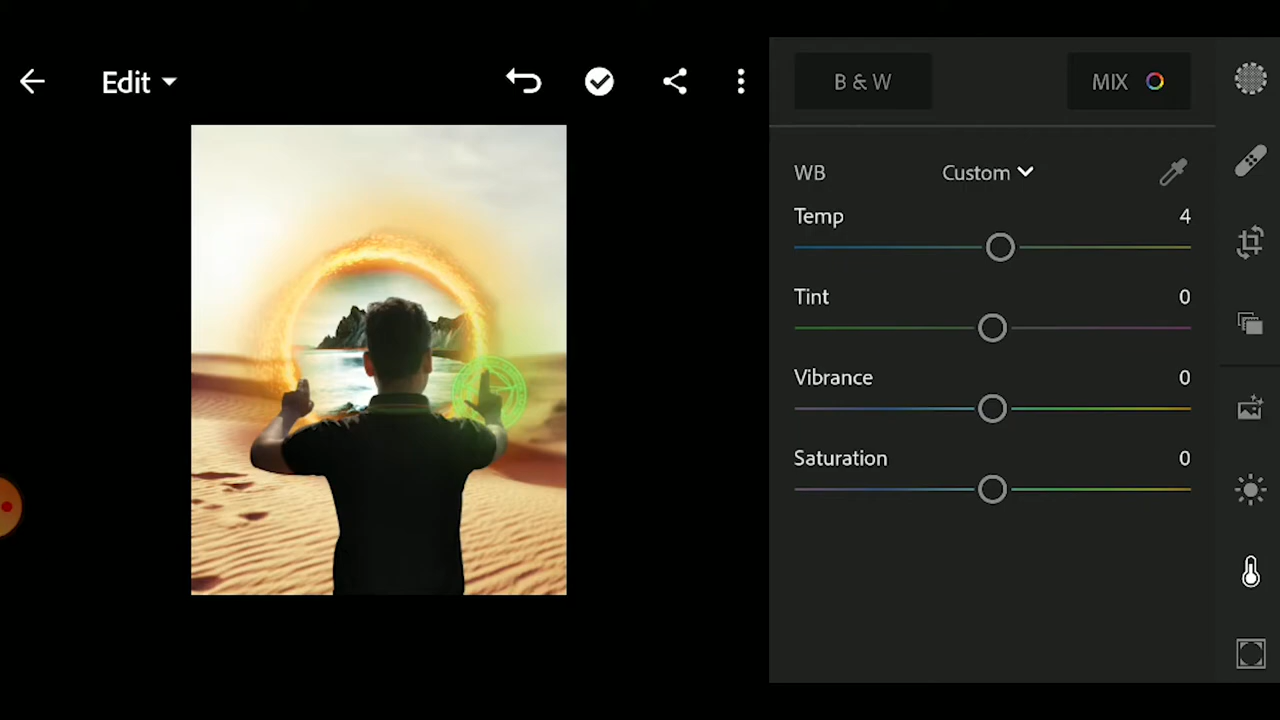 Edit
B & W
MIX
WB
Custom
Temp
4
Tint
0
Vibrance
0
Saturation
0